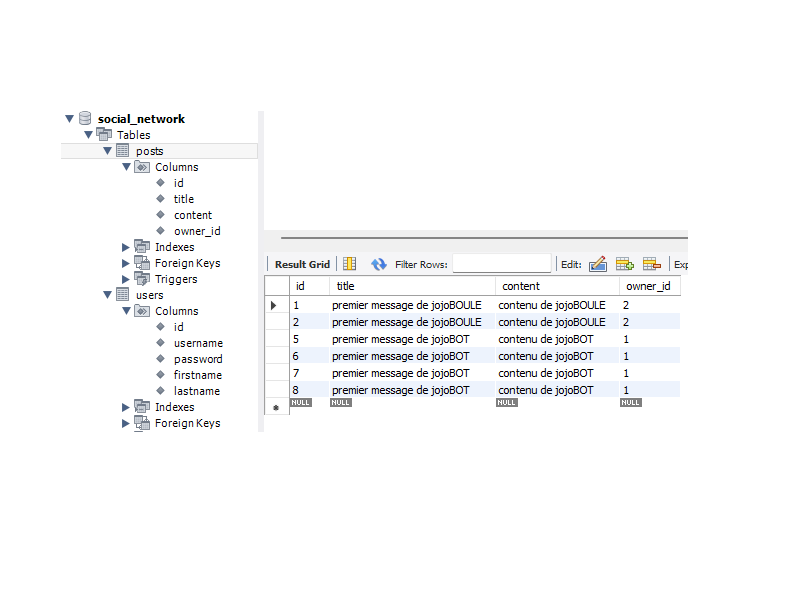 social_network
Tables
posts
Columns
id
title
content
owner_id
Indexes
Foreign Keys
Triggers
users
Columns
id
username
password
firstname
lastname
Indexes
Foreign Keys
Result Grid Filter Rows: Edit: Exp
id title content owner_id
1 premier message de jojoBOULE contenu de jojoBOULE 2
2 premier message de jojoBOULE contenu de jojoBOULE 2
5 premier message de jojoBOT contenu de jojoBOT 1
6 premier message de jojoBOT contenu de jojoBOT 1
7 premier message de jojoBOT contenu de jojoBOT 1
8 premier message de jojoBOT contenu de jojoBOT 1
NULL NULL NULL NULL